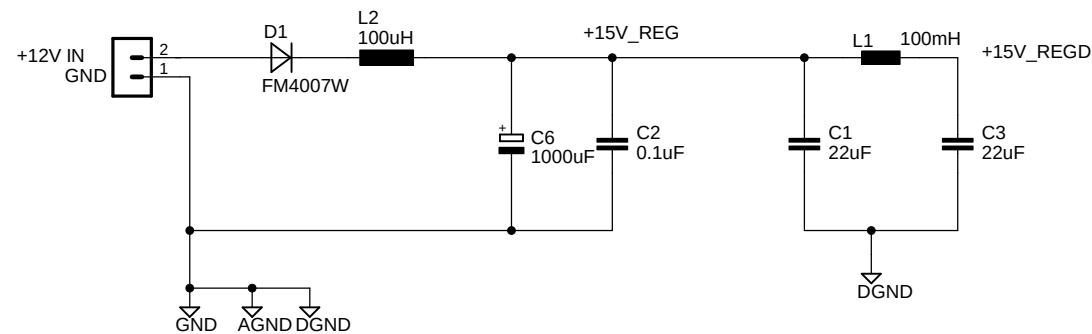 D1
L2
100uH
+15V_REG
L1
100mH
+15V_REGD
+12V IN
2
GND
1
FM4007W
+
C6
1000uF
C2
0.1uF
C1
22uF
C3
22uF
DGND
GND
AGND
DGND